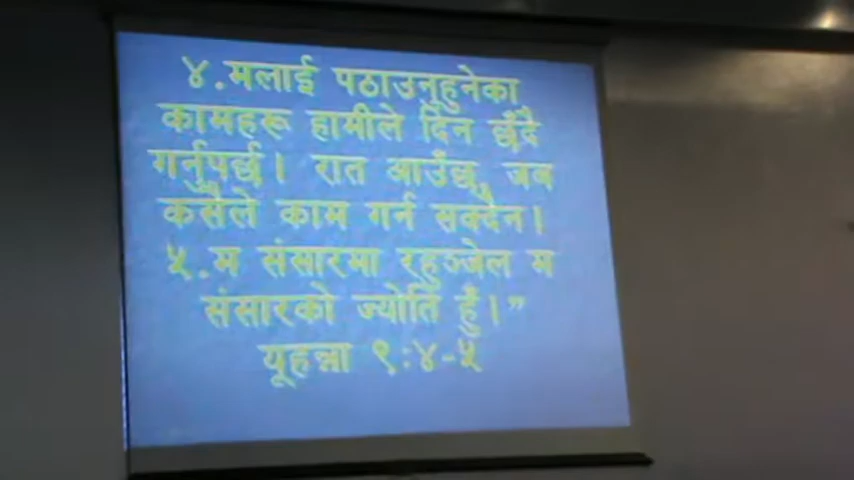 ४.मलाई पठाउनुहुनेका
कामहरू हामीले दिन छँदै
गर्नुपर्छ। रात आउँछ, जब
कसैले काम गर्न सक्दैन।
५.म संसारमा रहुञ्जेल म
संसारको ज्योति हुँ।”
यूहन्ना ९:४-५